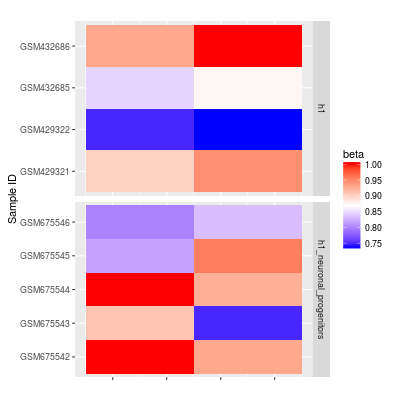 GSM432686
GSM432685
GSM429322
GSM429321
h1
GSM675546
GSM675545
GSM675544
GSM675543
GSM675542
h1_neuronal_progenitors
Sample ID
beta
1.00
0.95
0.90
0.85
0.80
0.75